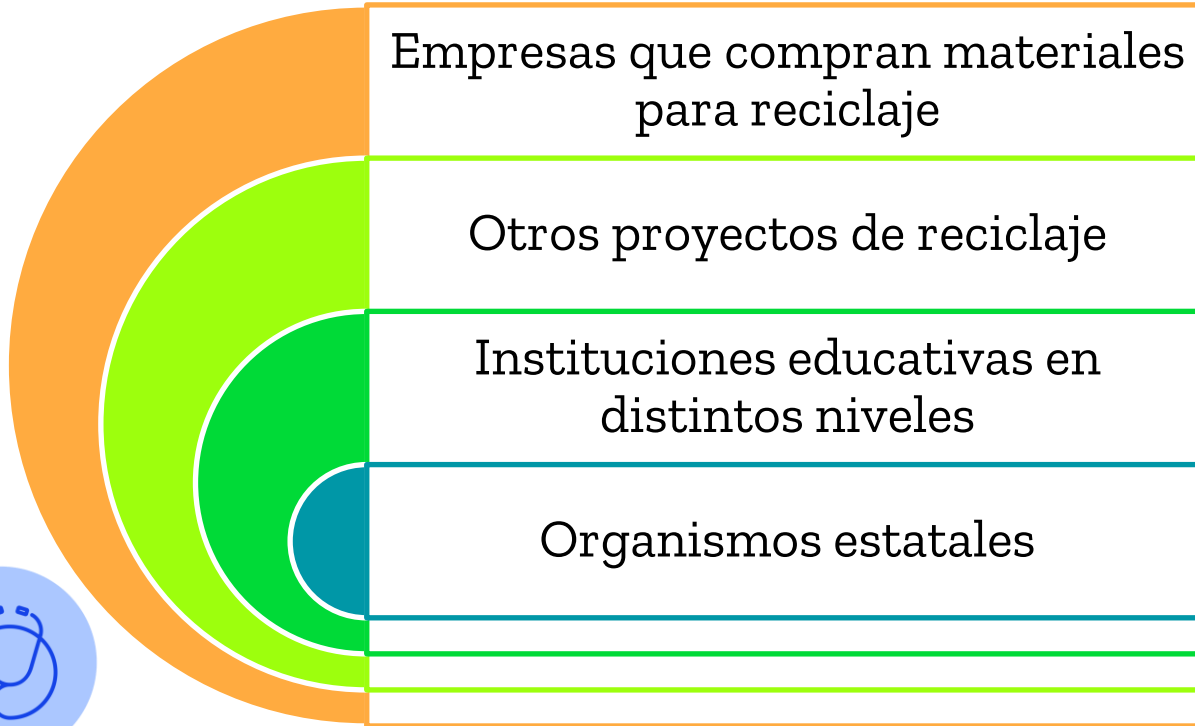 Empresas que compran materiales
para reciclaje
Otros proyectos de reciclaje
Instituciones educativas en
distintos niveles
Organismos estatales